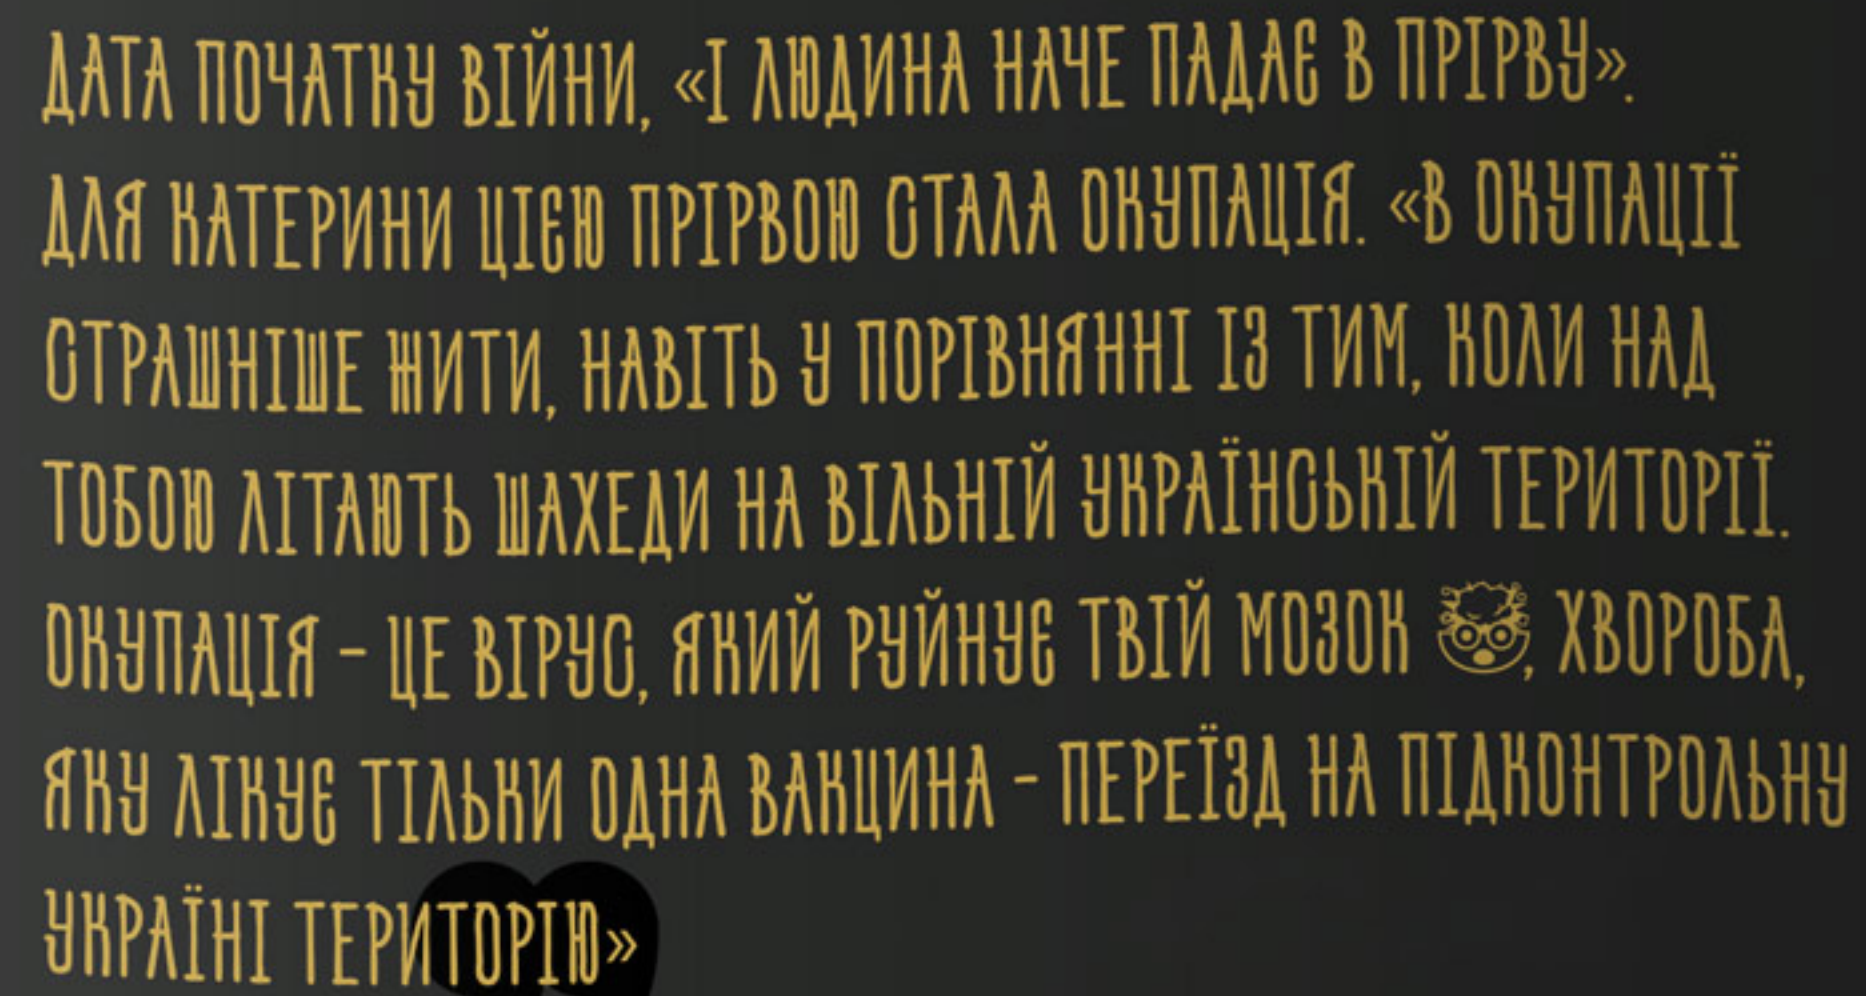 ДАТА ПОЧАТКУ ВІЙНИ, «І ЛЮДИНА НАЧЕ ПАДАЄ В ПРІРВУ».
ДЛЯ КАТЕРИНИ ЦІЄЮ ПРІРВОЮ СТАЛА ОКУПАЦІЯ. «В ОКУПАЦІЇ
СТРАШНІШЕ ЖИТИ, НАВІТЬ У ПОРІВНЯННІ ІЗ ТИМ, КОЛИ НАД
ТОБОЮ ЛІТАЮТЬ ШАХЕДИ НА ВІЛЬНІЙ УКРАЇНСЬКІЙ ТЕРИТОРІЇ.
ОКУПАЦІЯ – ЦЕ ВІРУС, ЯКИЙ РУЙНУЄ ТВІЙ МОЗОК 🤯, ХВОРОБА,
ЯКУ ЛІКУЄ ТІЛЬКИ ОДНА ВАКЦИНА – ПЕРЕЇЗД НА ПІДКОНТРОЛЬНУ
УКРАЇНІ ТЕРИТОРІЮ»